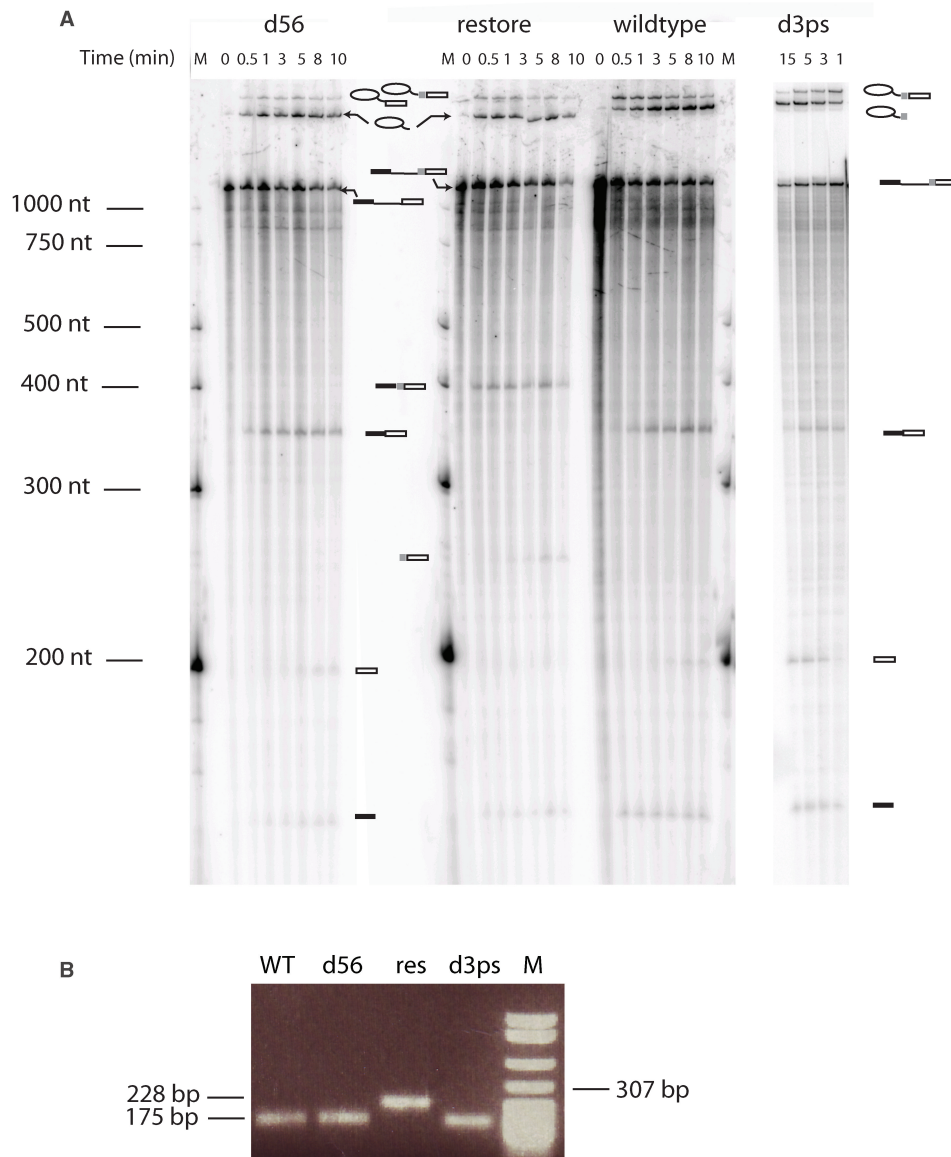 A
d56 restore wildtype d3ps
Time (min) M 0 0,5 1 3 5 8 10 M 0 0,5 1 3 5 8 10 0 0,5 1 3 5 8 10 M 15 5 3 1
1000 nt
750 nt
500 nt
400 nt
300 nt
200 nt
B
WT d56 res d3ps M
228 bp
307 bp
175 bp